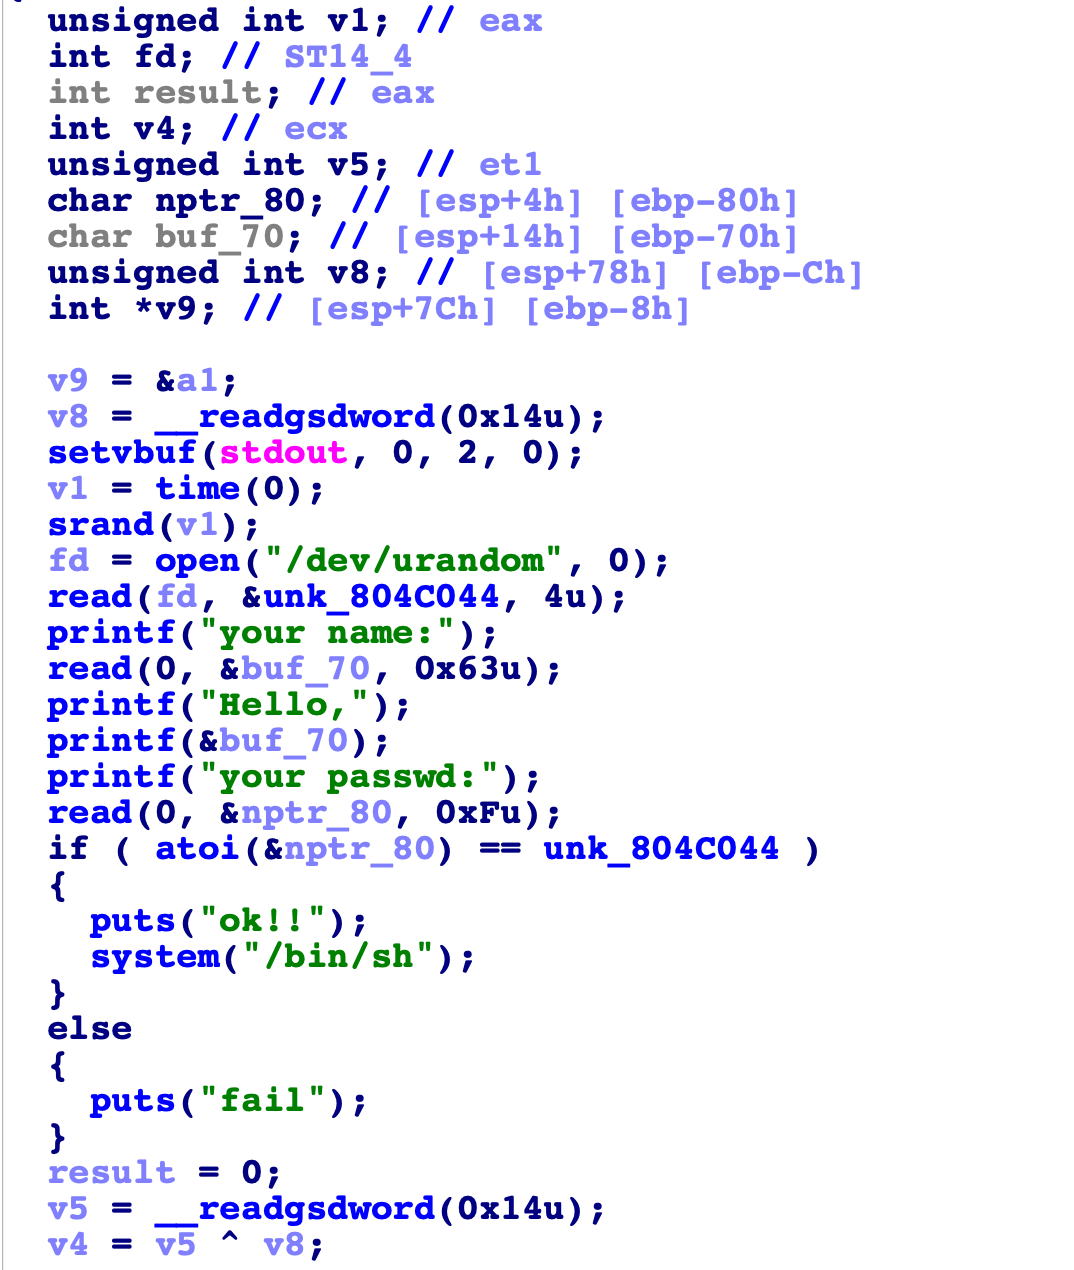 unsigned int v1; // eax
int fd; // ST14_4
int result; // eax
int v4; // ecx
unsigned int v5; // et1
char nptr_80; // [esp+4h] [ebp-80h]
char buf_70; // [esp+14h] [ebp-70h]
unsigned int v8; // [esp+78h] [ebp-Ch]
int *v9; // [esp+7Ch] [ebp-8h]
v9 = &a1;
v8 = __readgsdword(0x14u);
setvbuf(stdout, 0, 2, 0);
v1 = time(0);
srand(v1);
fd = open("/dev/urandom", 0);
read(fd, &unk_804C044, 4u);
printf("your name:");
read(0, &buf_70, 0x63u);
printf("Hello,");
printf(&buf_70);
printf("your passwd:");
read(0, &nptr_80, 0xFu);
if ( atoi(&nptr_80) == unk_804C044 )
{
puts("ok!!");
system("/bin/sh");
}
else
{
puts("fail");
}
result = 0;
v5 = __readgsdword(0x14u);
v4 = v5 ^ v8;